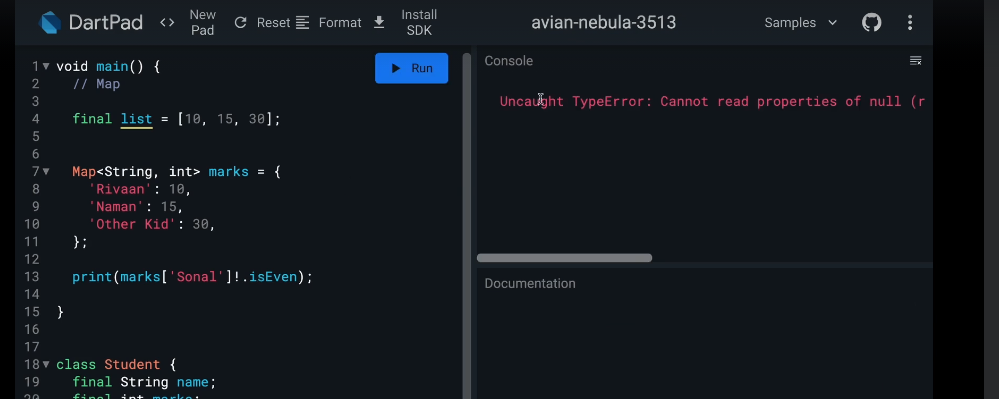 DartPad
<> New Pad
Reset
Format
Install SDK
avian-nebula-3513
Samples
1 void main() {
2 // Map
3
4 final list = [10, 15, 30];
5
6
7 Map<String, int> marks = {
8 'Rivaan': 10,
9 'Naman': 15,
10 'Other Kid': 30,
11 };
12
13 print(marks['Sonal']!.isEven);
14
15 }
16
17
18 class Student {
19 final String name;
20 final int marks;
Run
Console
Uncaught TypeError: Cannot read properties of null (r
Documentation